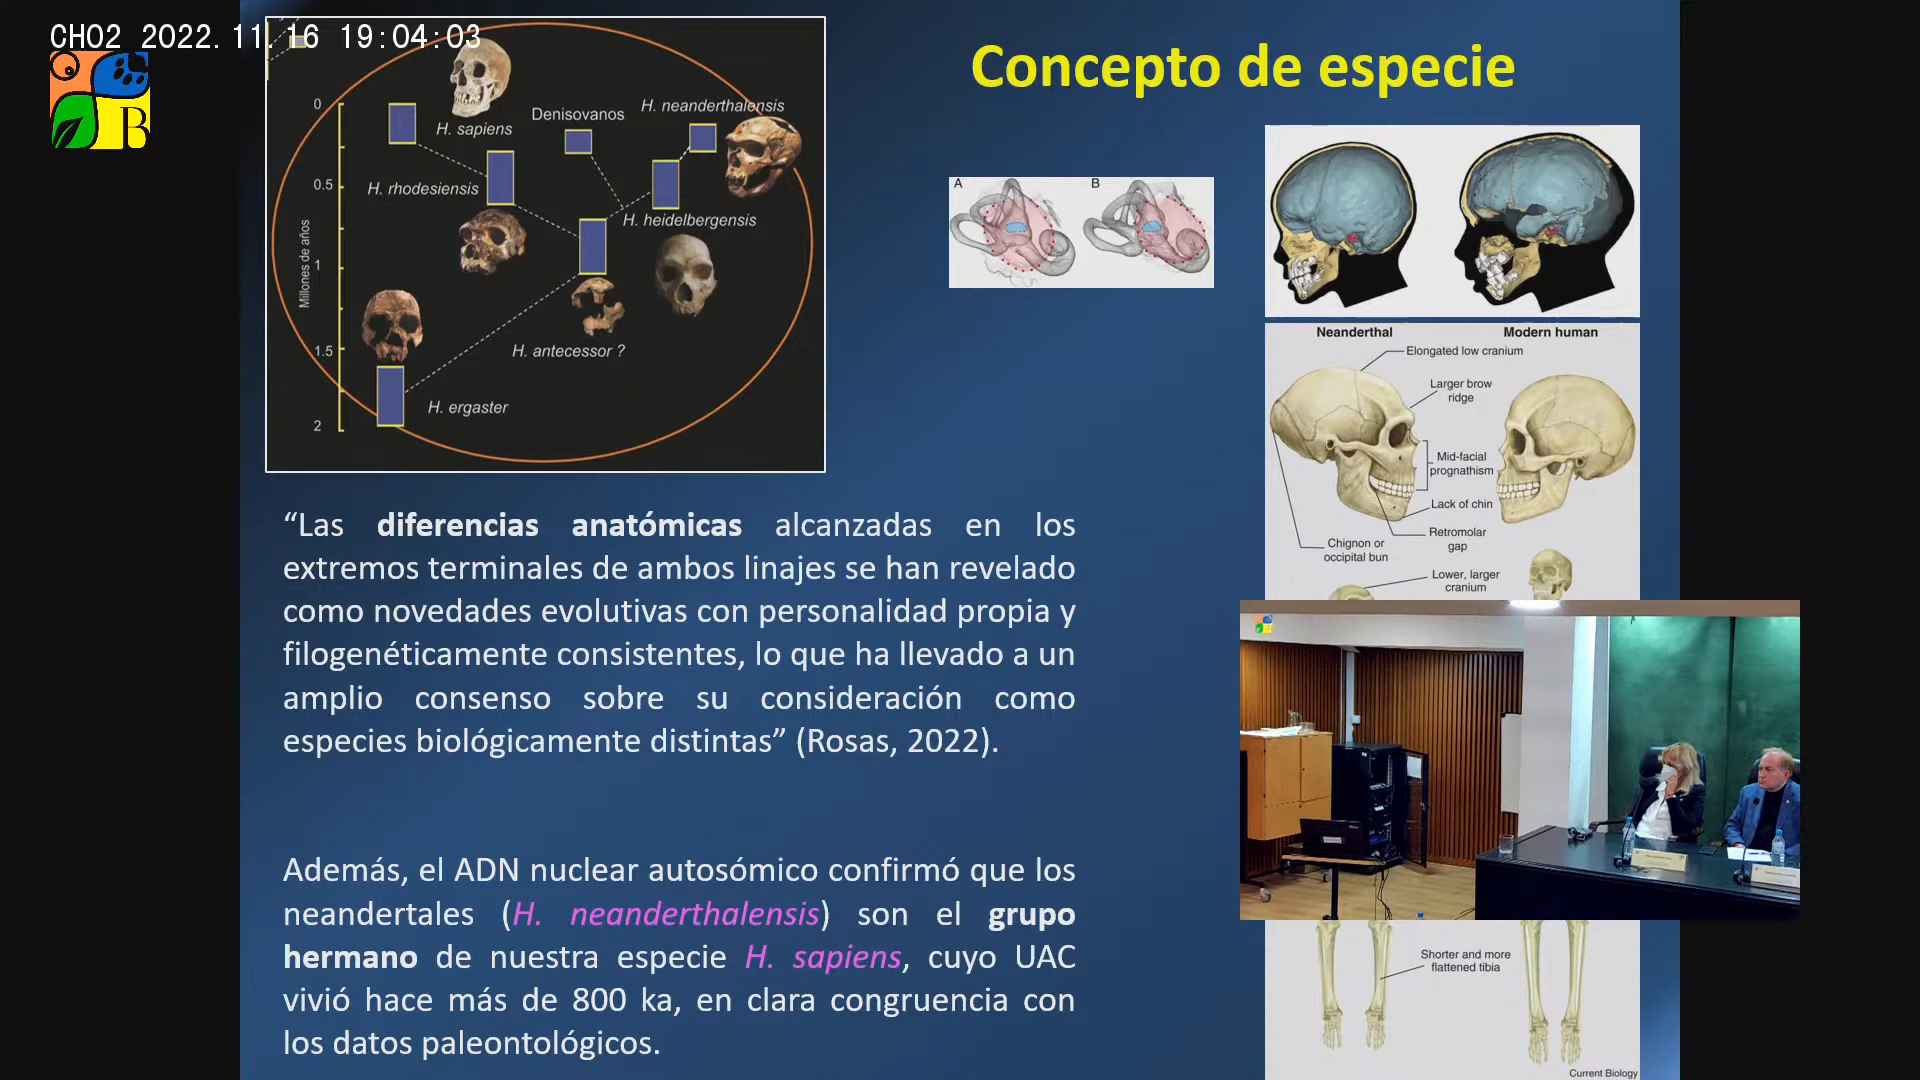 CH02 2022.11.16 19:04:03
B
Concepto de especie
0
0.5
1
1.5
2
Millones de años
H. sapiens
Denisovanos
H. neanderthalensis
H. rhodesiensis
H. heidelbergensis
H. antecessor ?
H. ergaster
A
B
Neanderthal
Modern human
Elongated low cranium
Larger brow
ridge
Mid-facial
prognathism
Lack of chin
Retromolar
gap
Chignon or
occipital bun
Lower, larger
cranium
Shorter and more
flattened tibia
Current Biology
“Las diferencias anatómicas alcanzadas en los
extremos terminales de ambos linajes se han revelado
como novedades evolutivas con personalidad propia y
filogenéticamente consistentes, lo que ha llevado a un
amplio consenso sobre su consideración como
especies biológicamente distintas” (Rosas, 2022).
Además, el ADN nuclear autosómico confirmó que los
neandertales (H. neanderthalensis) son el grupo
hermano de nuestra especie H. sapiens, cuyo UAC
vivió hace más de 800 ka, en clara congruencia con
los datos paleontológicos.